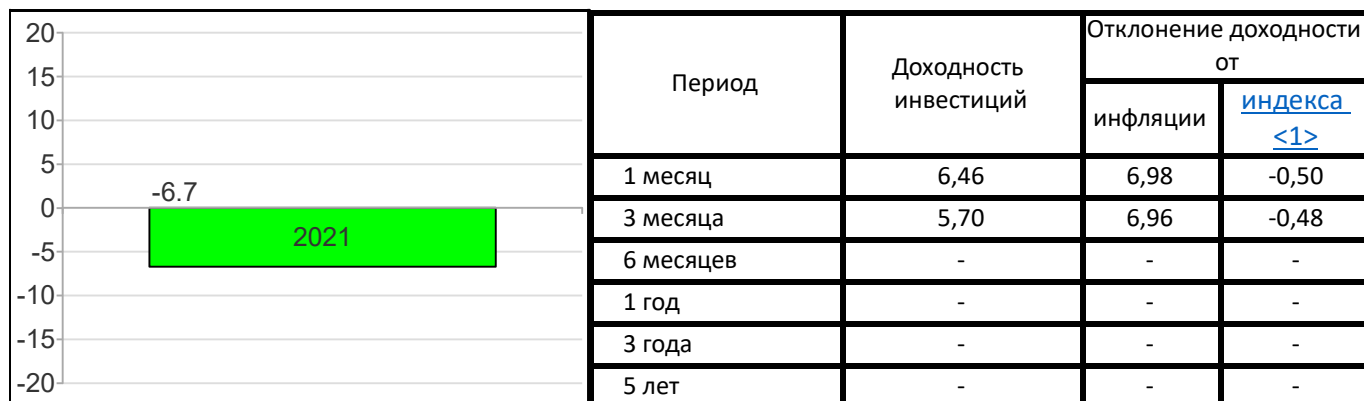 20
15
10
5
0
-5
-10
-15
-20
-6.7
2021
Период
Доходность
инвестиций
Отклонение доходности
от
инфляции
индекса
<1>
1 месяц 6,46 6,98 -0,50
3 месяца 5,70 6,96 -0,48
6 месяцев - - -
1 год - - -
3 года - - -
5 лет - - -